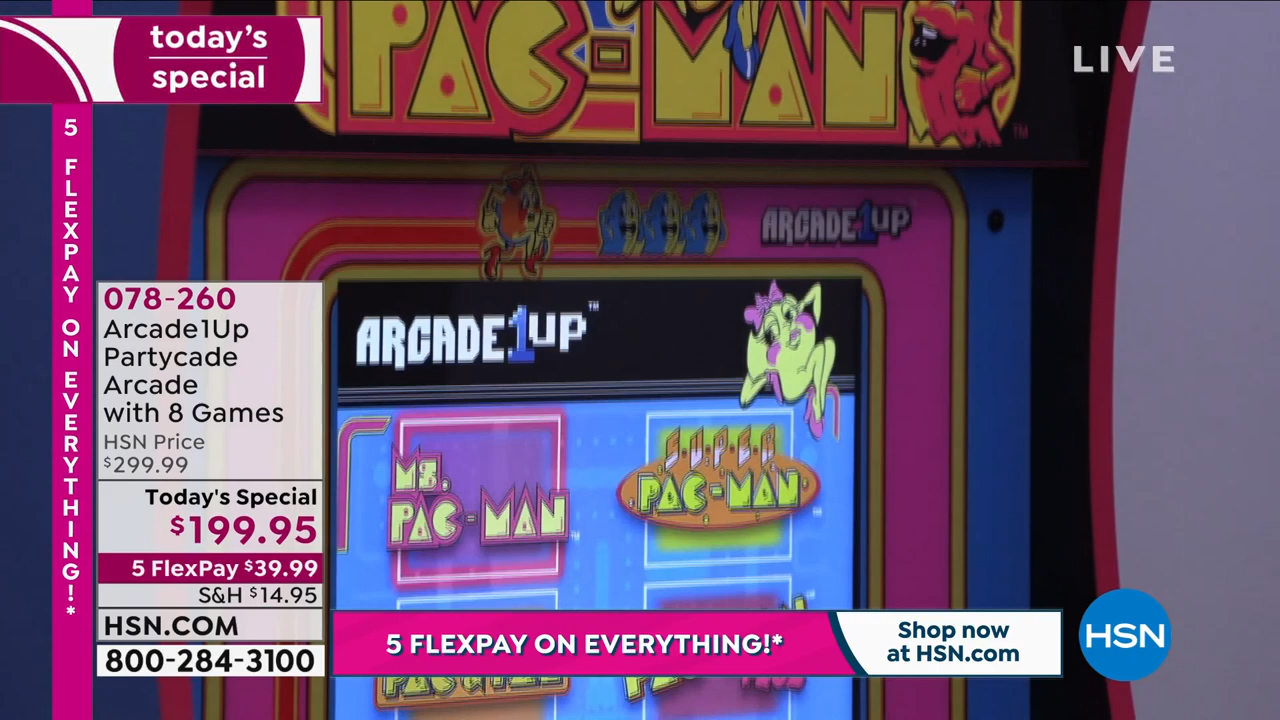 today's
special
LIVE
5 FLEXPAY ON EVERYTHING!*
PAC-MAN
TM
ARCADE1UP
078-260
Arcade1Up
Partycade
Arcade
with 8 Games
HSN Price
$299.99
Today's Special
$199.95
5 FlexPay $39.99
S&H $14.95
HSN.COM
800-284-3100
ARCADE1UP™
MS.
PAC-MAN
SUPER
PAC-MAN
5 FLEXPAY ON EVERYTHING!*
Shop now
at HSN.com
HSN